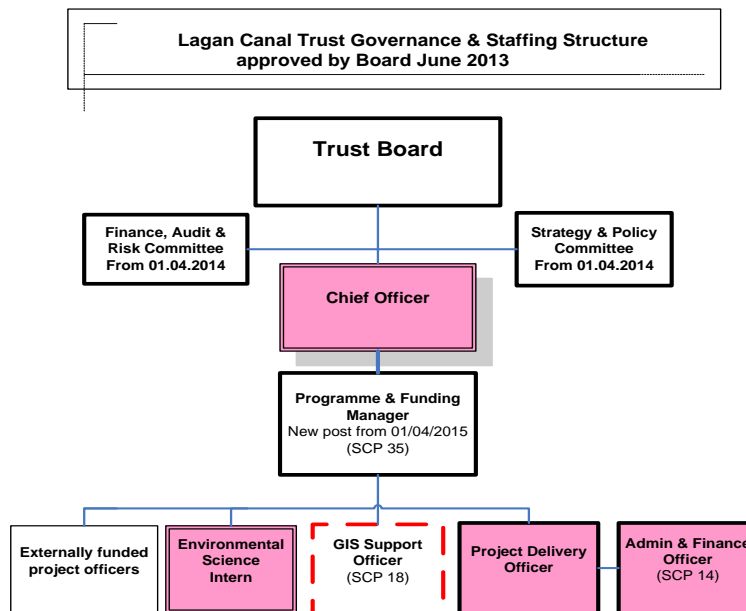 Lagan Canal Trust Governance & Staffing Structure
approved by Board June 2013
Trust Board
Finance, Audit &
Risk Committee
From 01.04.2014
Strategy & Policy
Committee
From 01.04.2014
Chief Officer
Programme & Funding
Manager
New post from 01/04/2015
(SCP 35)
Externally funded
project officers
Environmental
Science
Intern
GIS Support
Officer
(SCP 18)
Project Delivery
Officer
Admin & Finance
Officer
(SCP 14)